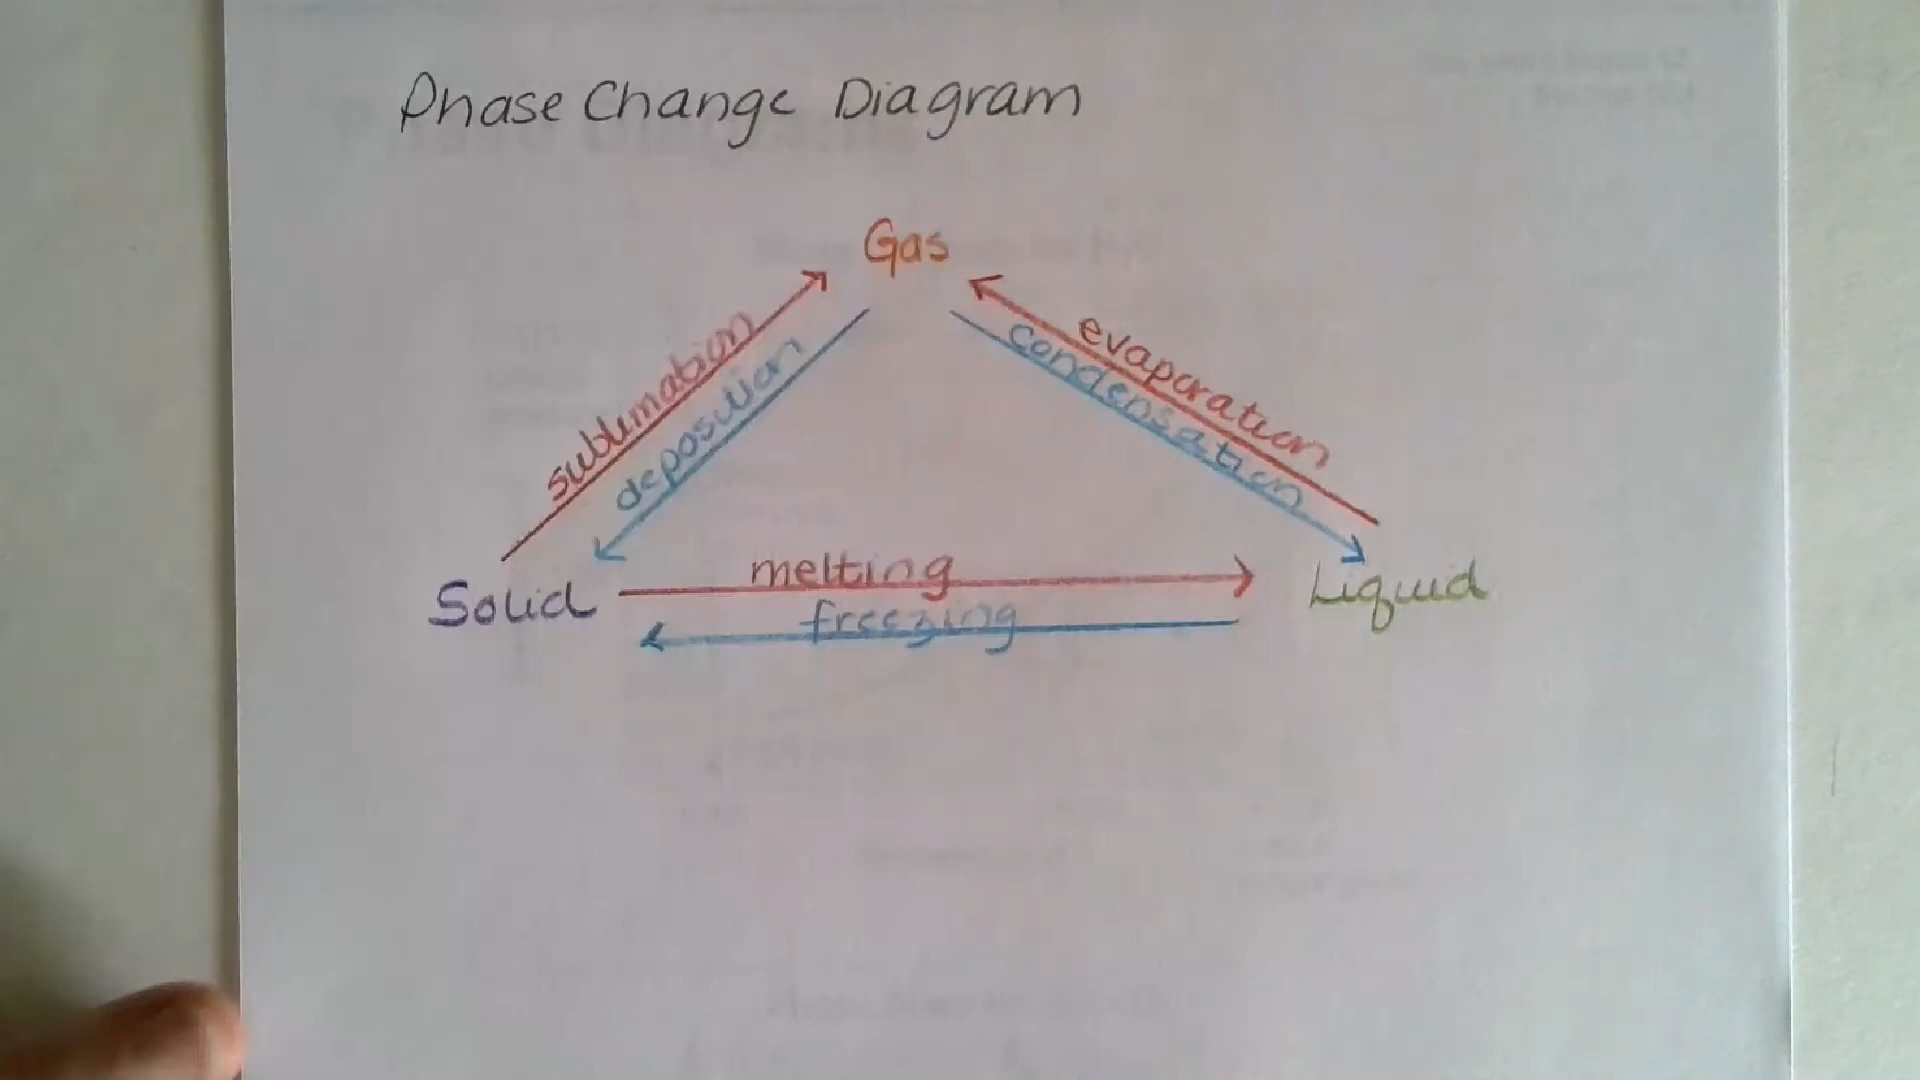 Phase Change Diagram
Gas
sublimation
deposition
evaporation
condensation
melting
Solid
Liquid
freezing